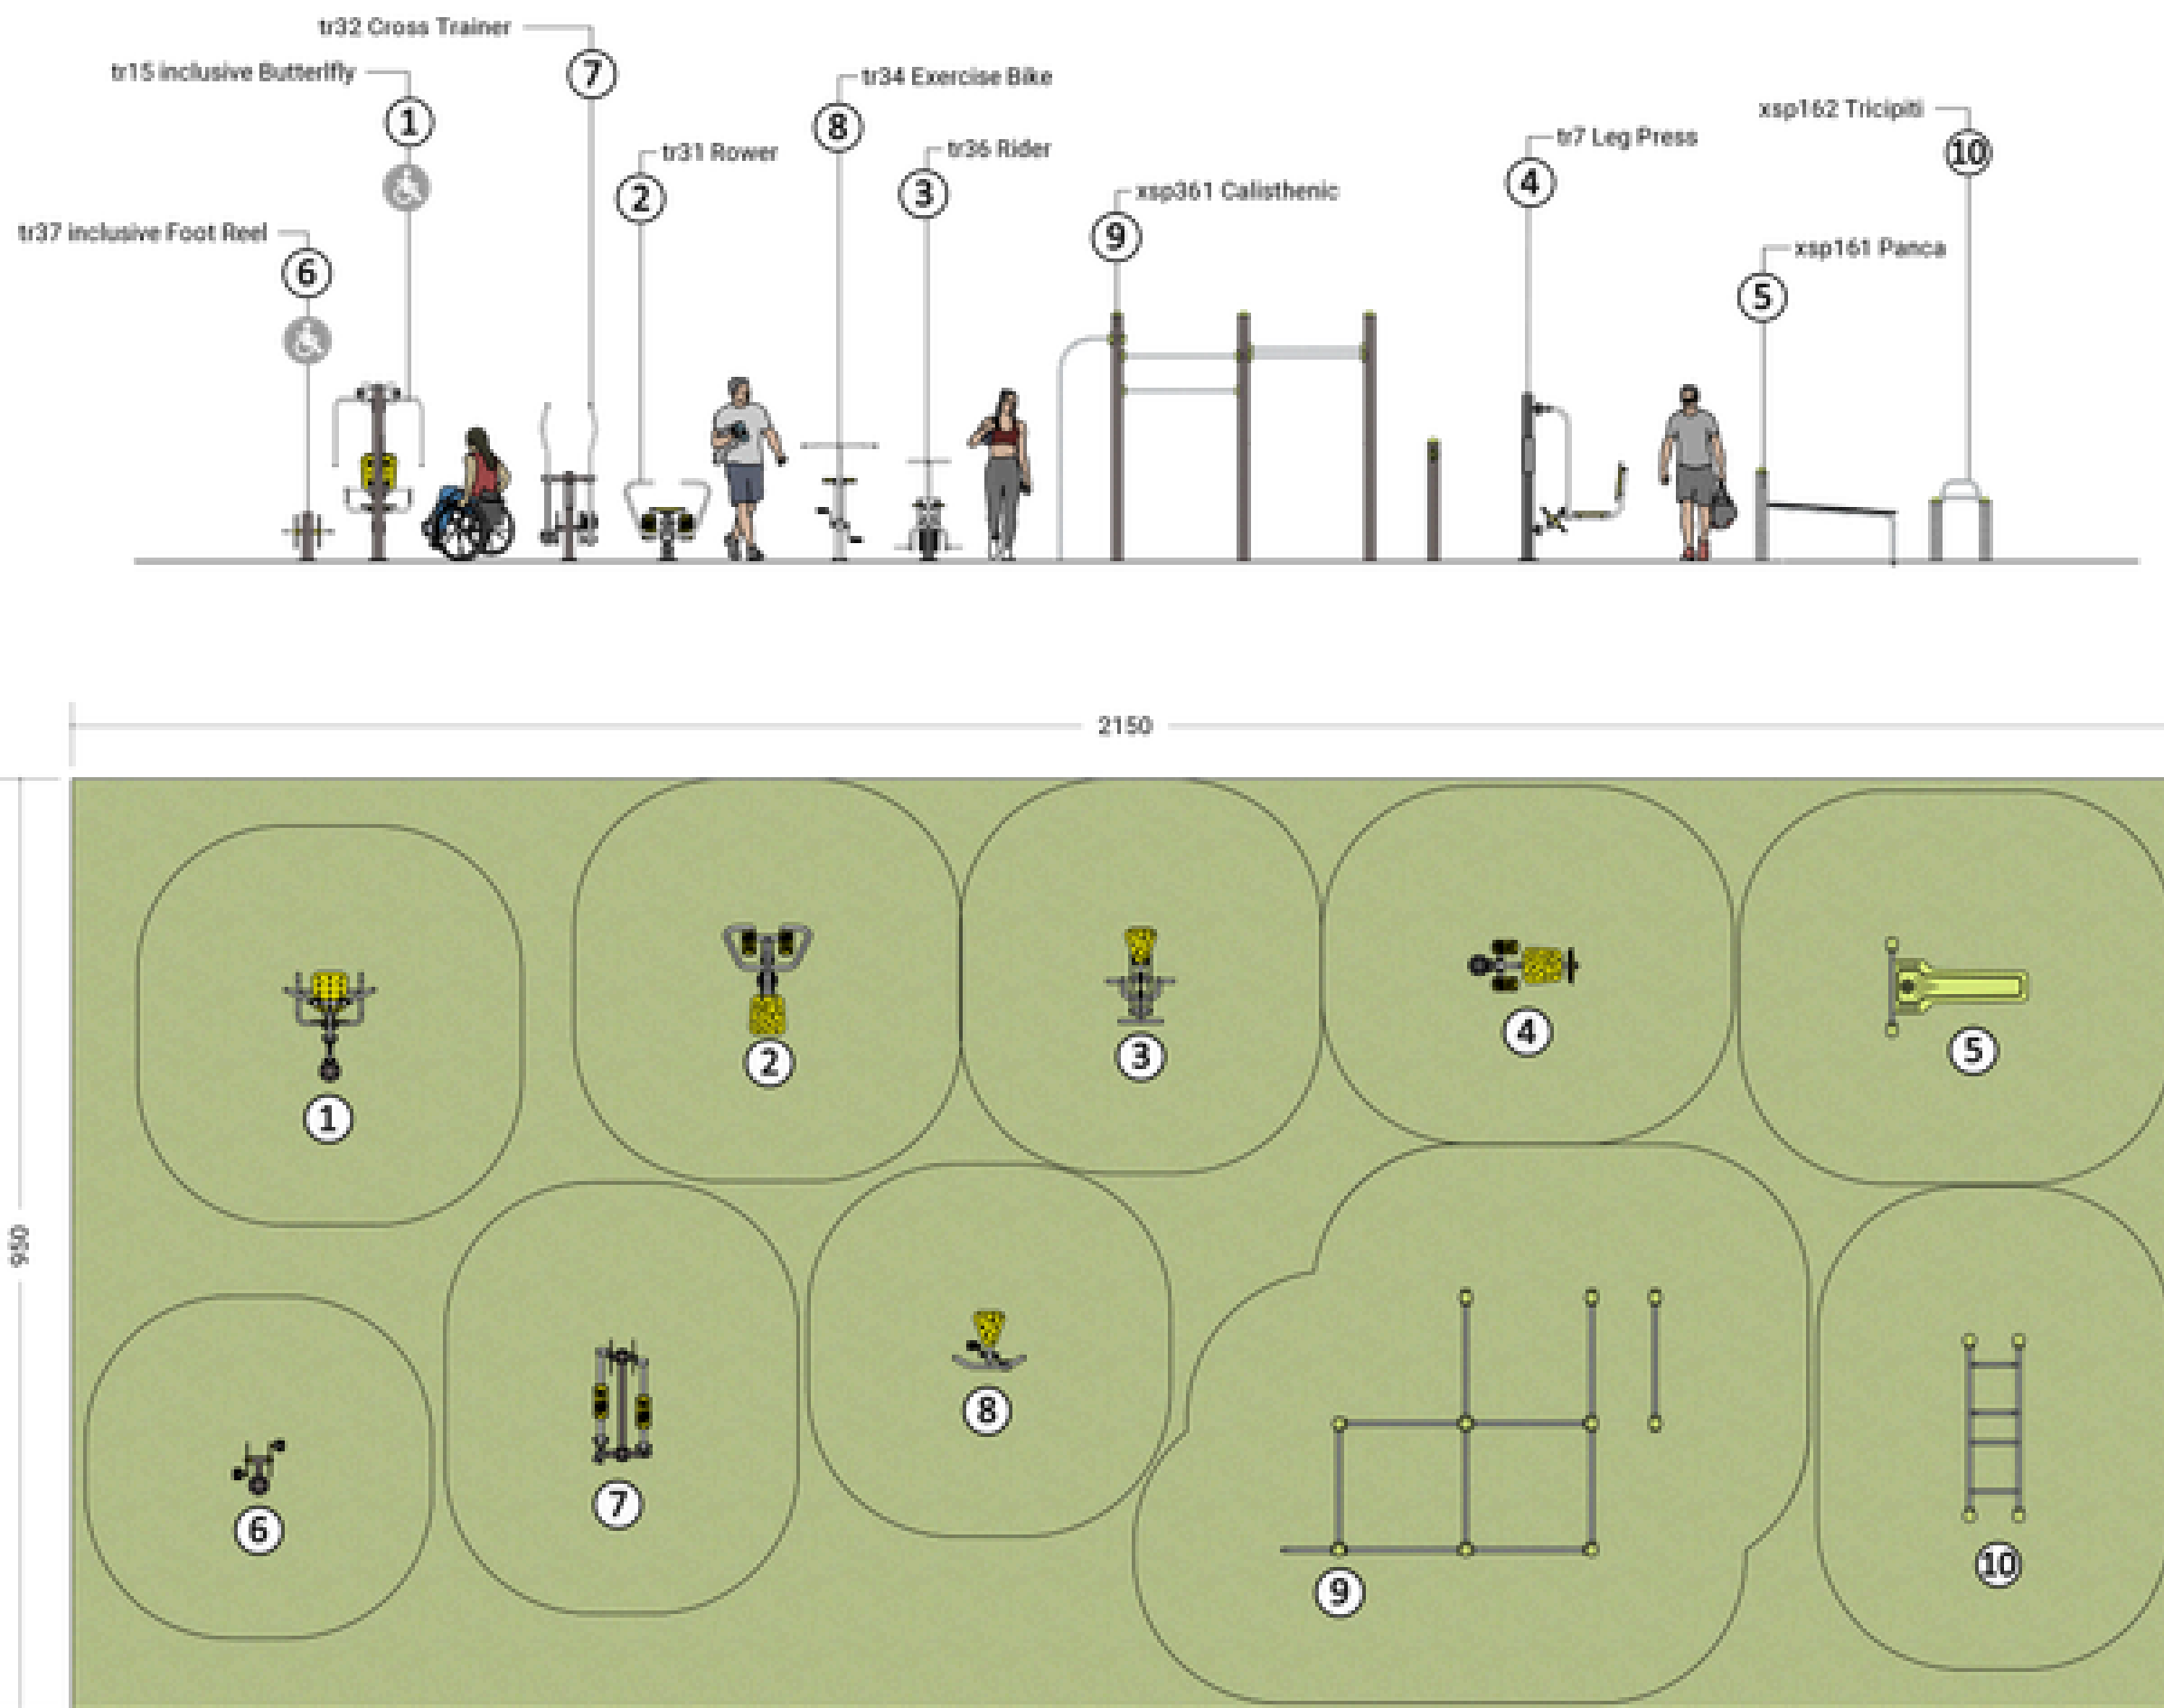 tr32 Cross Trainer
7
tr15 inclusive Butterlfly
1
tr34 Exercise Bike
8
xsp162 Tricipiti
10
tr7 Leg Press
4
tr31 Rower
2
tr36 Rider
3
xsp361 Calisthenic
9
tr37 inclusive Foot Reel
6
xsp161 Panca
5
2150
950
1
2
3
4
5
6
7
8
9
10